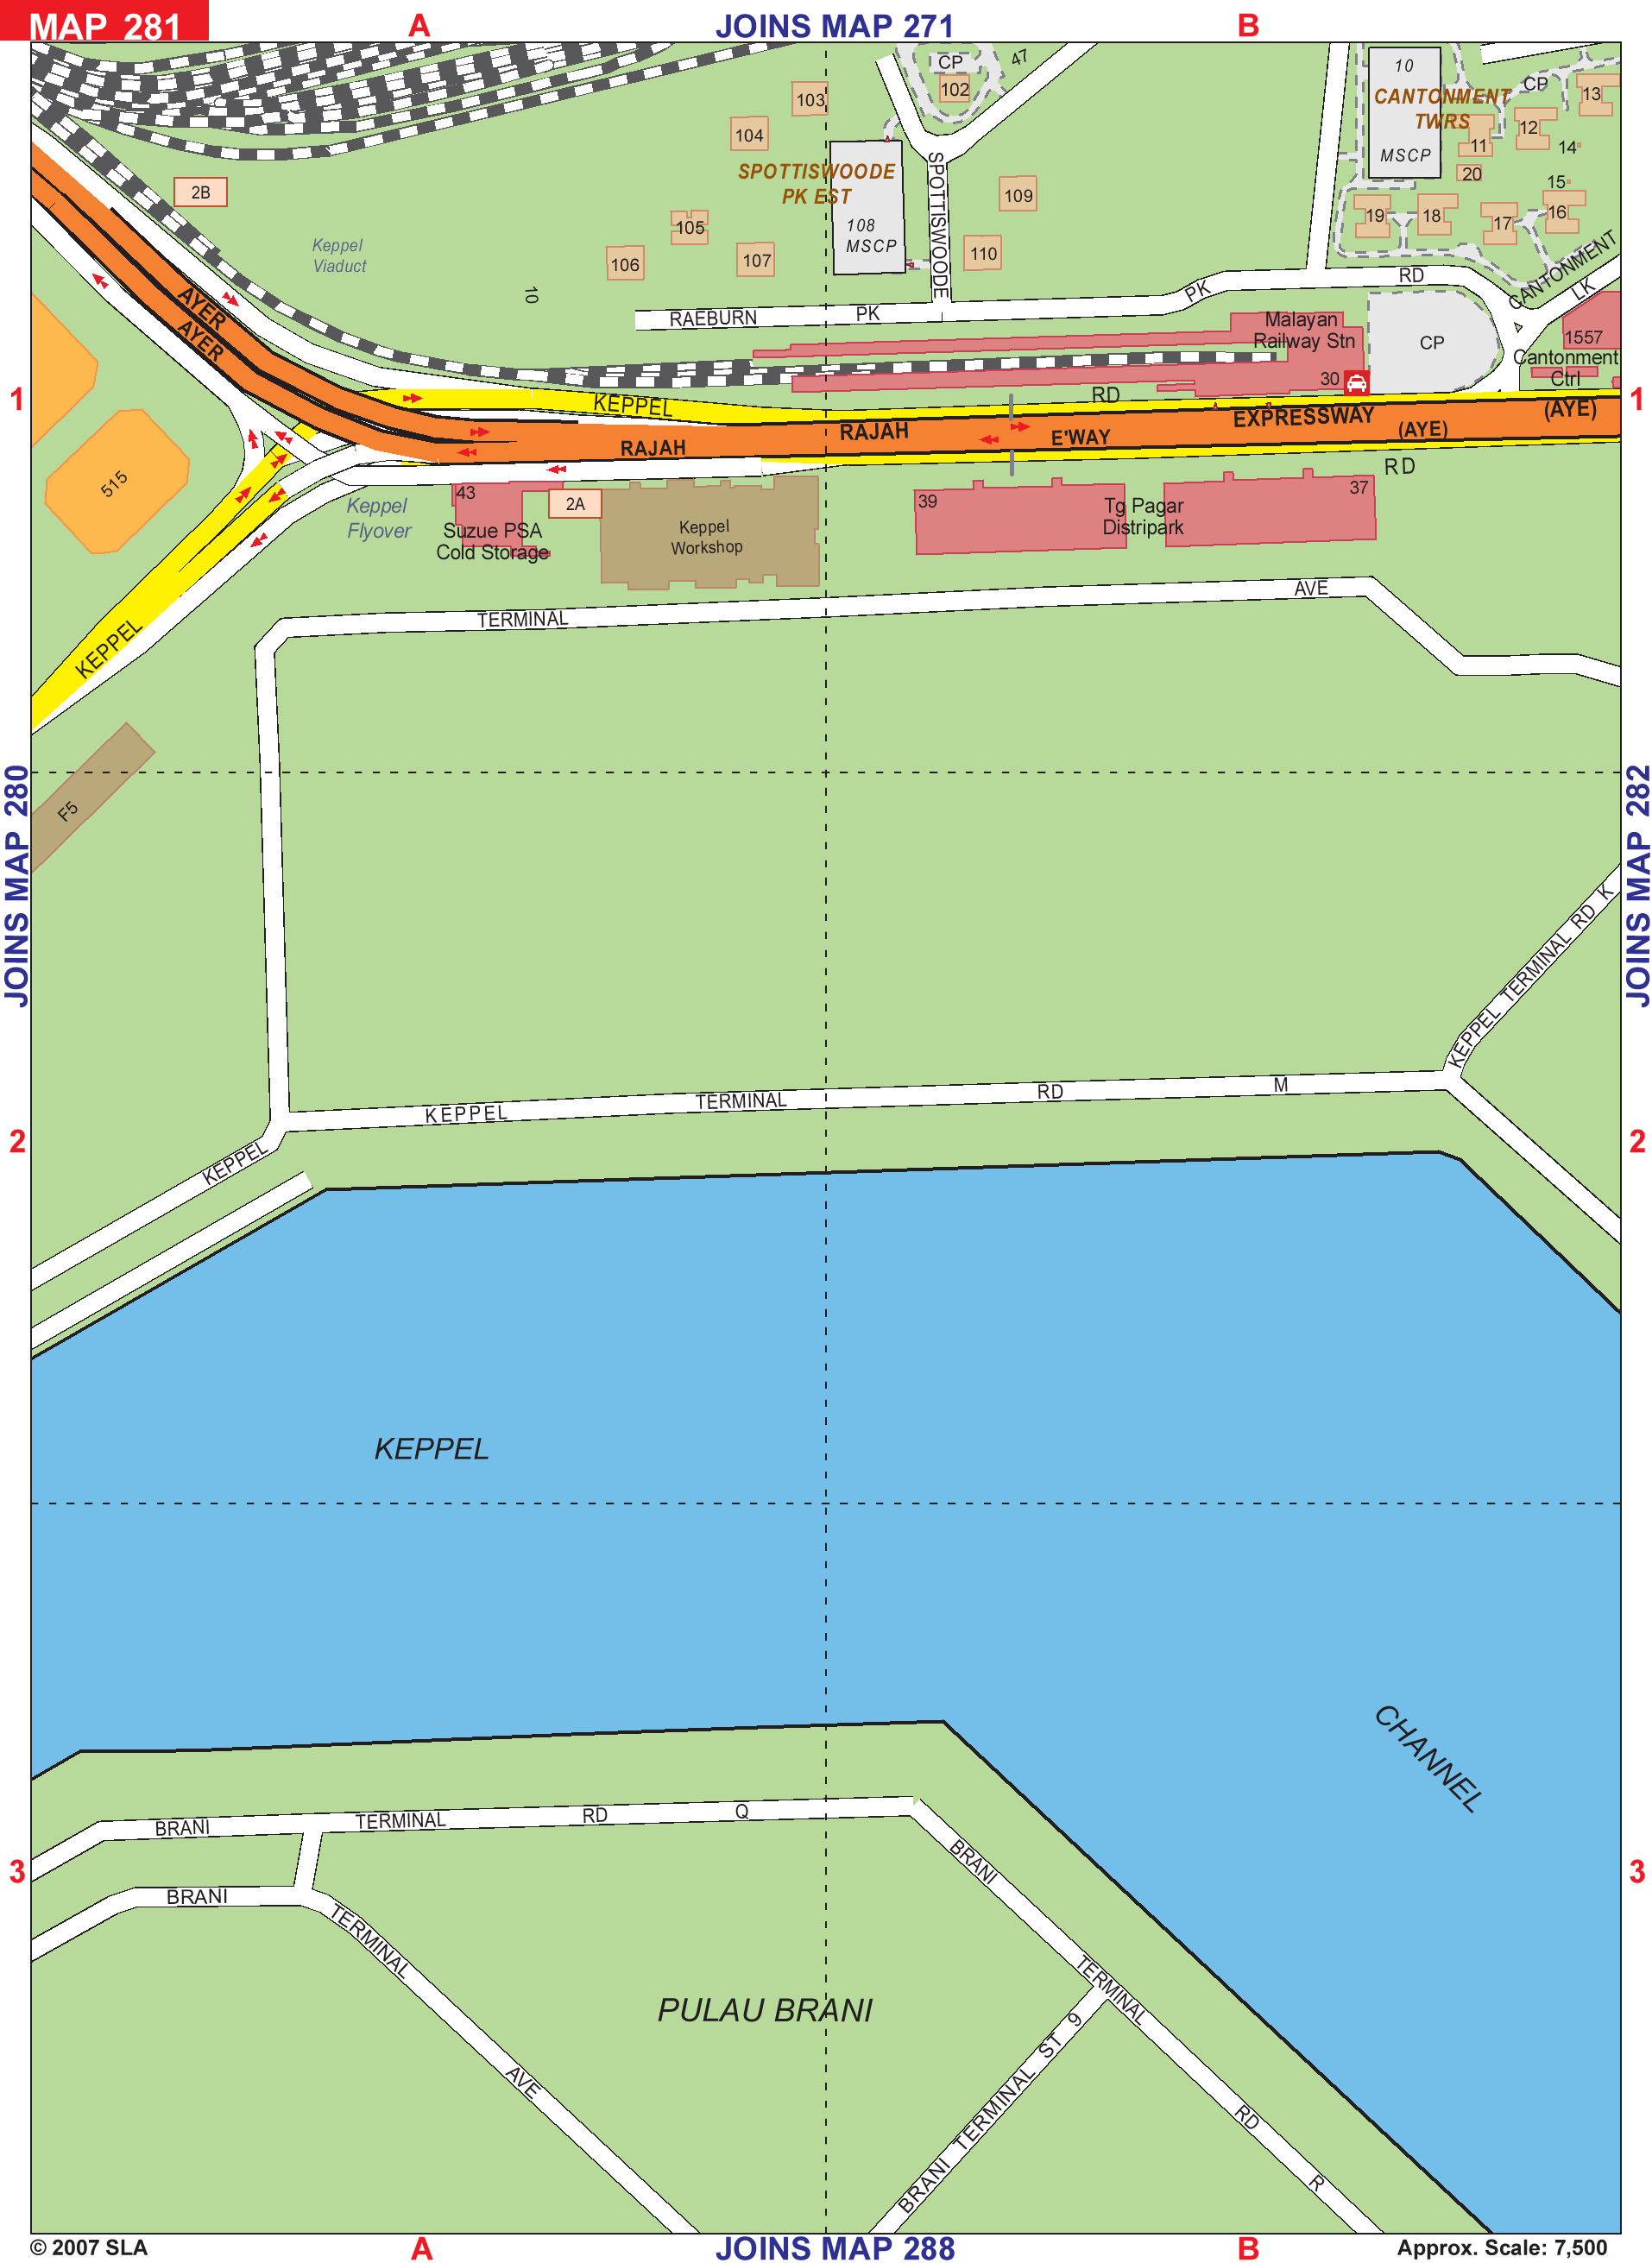 MAP 281
A
JOINS MAP 271
B
CP
47
102
103
104
SPOTTISWOODE
PK EST
108
MSCP
SPOTTISWOODE
109
110
105
106
107
10
MSCP
CANTONMENT
TWRS
CP
13
12
11
14
20
15
16
17
18
19
2B
Keppel
Viaduct
10
RAEBURN PK PK RD
CANTONMENT
LK
Malayan
Railway Stn
30
CP
1557
Cantonment
Ctrl
AYER
AYER
1
1
KEPPEL RD
RAJAH
RAJAH
E'WAY
EXPRESSWAY
(AYE)
(AYE)
RD
515
Keppel
Flyover
43
Suzue PSA
Cold Storage
2A
Keppel
Workshop
39
Tg Pagar
Distripark
37
KEPPEL
TERMINAL AVE
F5
JOINS MAP 280
JOINS MAP 282
KEPPEL TERMINAL RD K
KEPPEL TERMINAL RD M
2
2
KEPPEL
KEPPEL
CHANNEL
BRANI TERMINAL RD Q
3
3
BRANI TERMINAL AVE
BRANI TERMINAL RD R
PULAU BRANI
BRANI TERMINAL ST 9
© 2007 SLA
A
JOINS MAP 288
B
Approx. Scale: 7,500